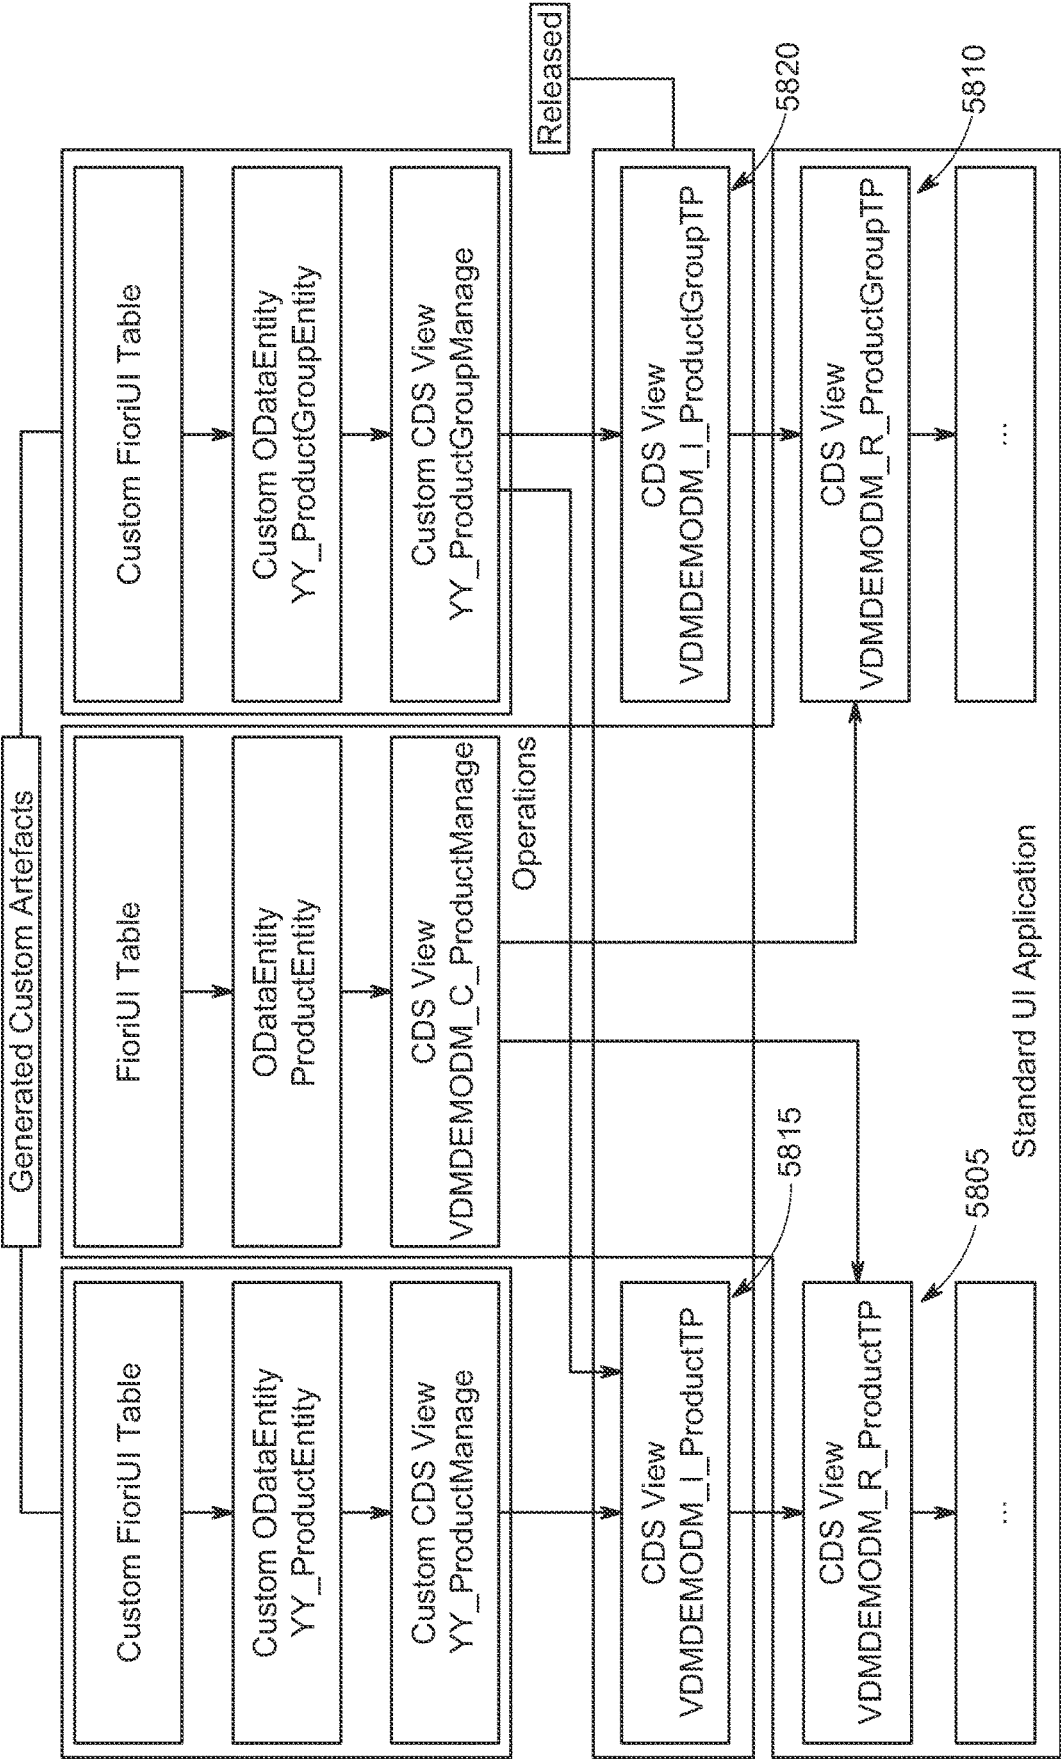 Generated Custom Artefacts
Custom FioriUI Table
Custom ODataEntity
YY_ProductEntity
Custom CDS View
YY_ProductManage
FioriUI Table
ODataEntity
ProductEntity
CDS View
VDMDEMODM_C_ProductManage
Operations
Custom FioriUI Table
Custom ODataEntity
YY_ProductGroupEntity
Custom CDS View
YY_ProductGroupManage
Released
CDS View
VDMDEMODM_I_ProductTP
5815
CDS View
VDMDEMODM_I_ProductGroupTP
5820
CDS View
VDMDEMODM_R_ProductTP
5805
CDS View
VDMDEMODM_R_ProductGroupTP
5810
...
...
Standard UI Application